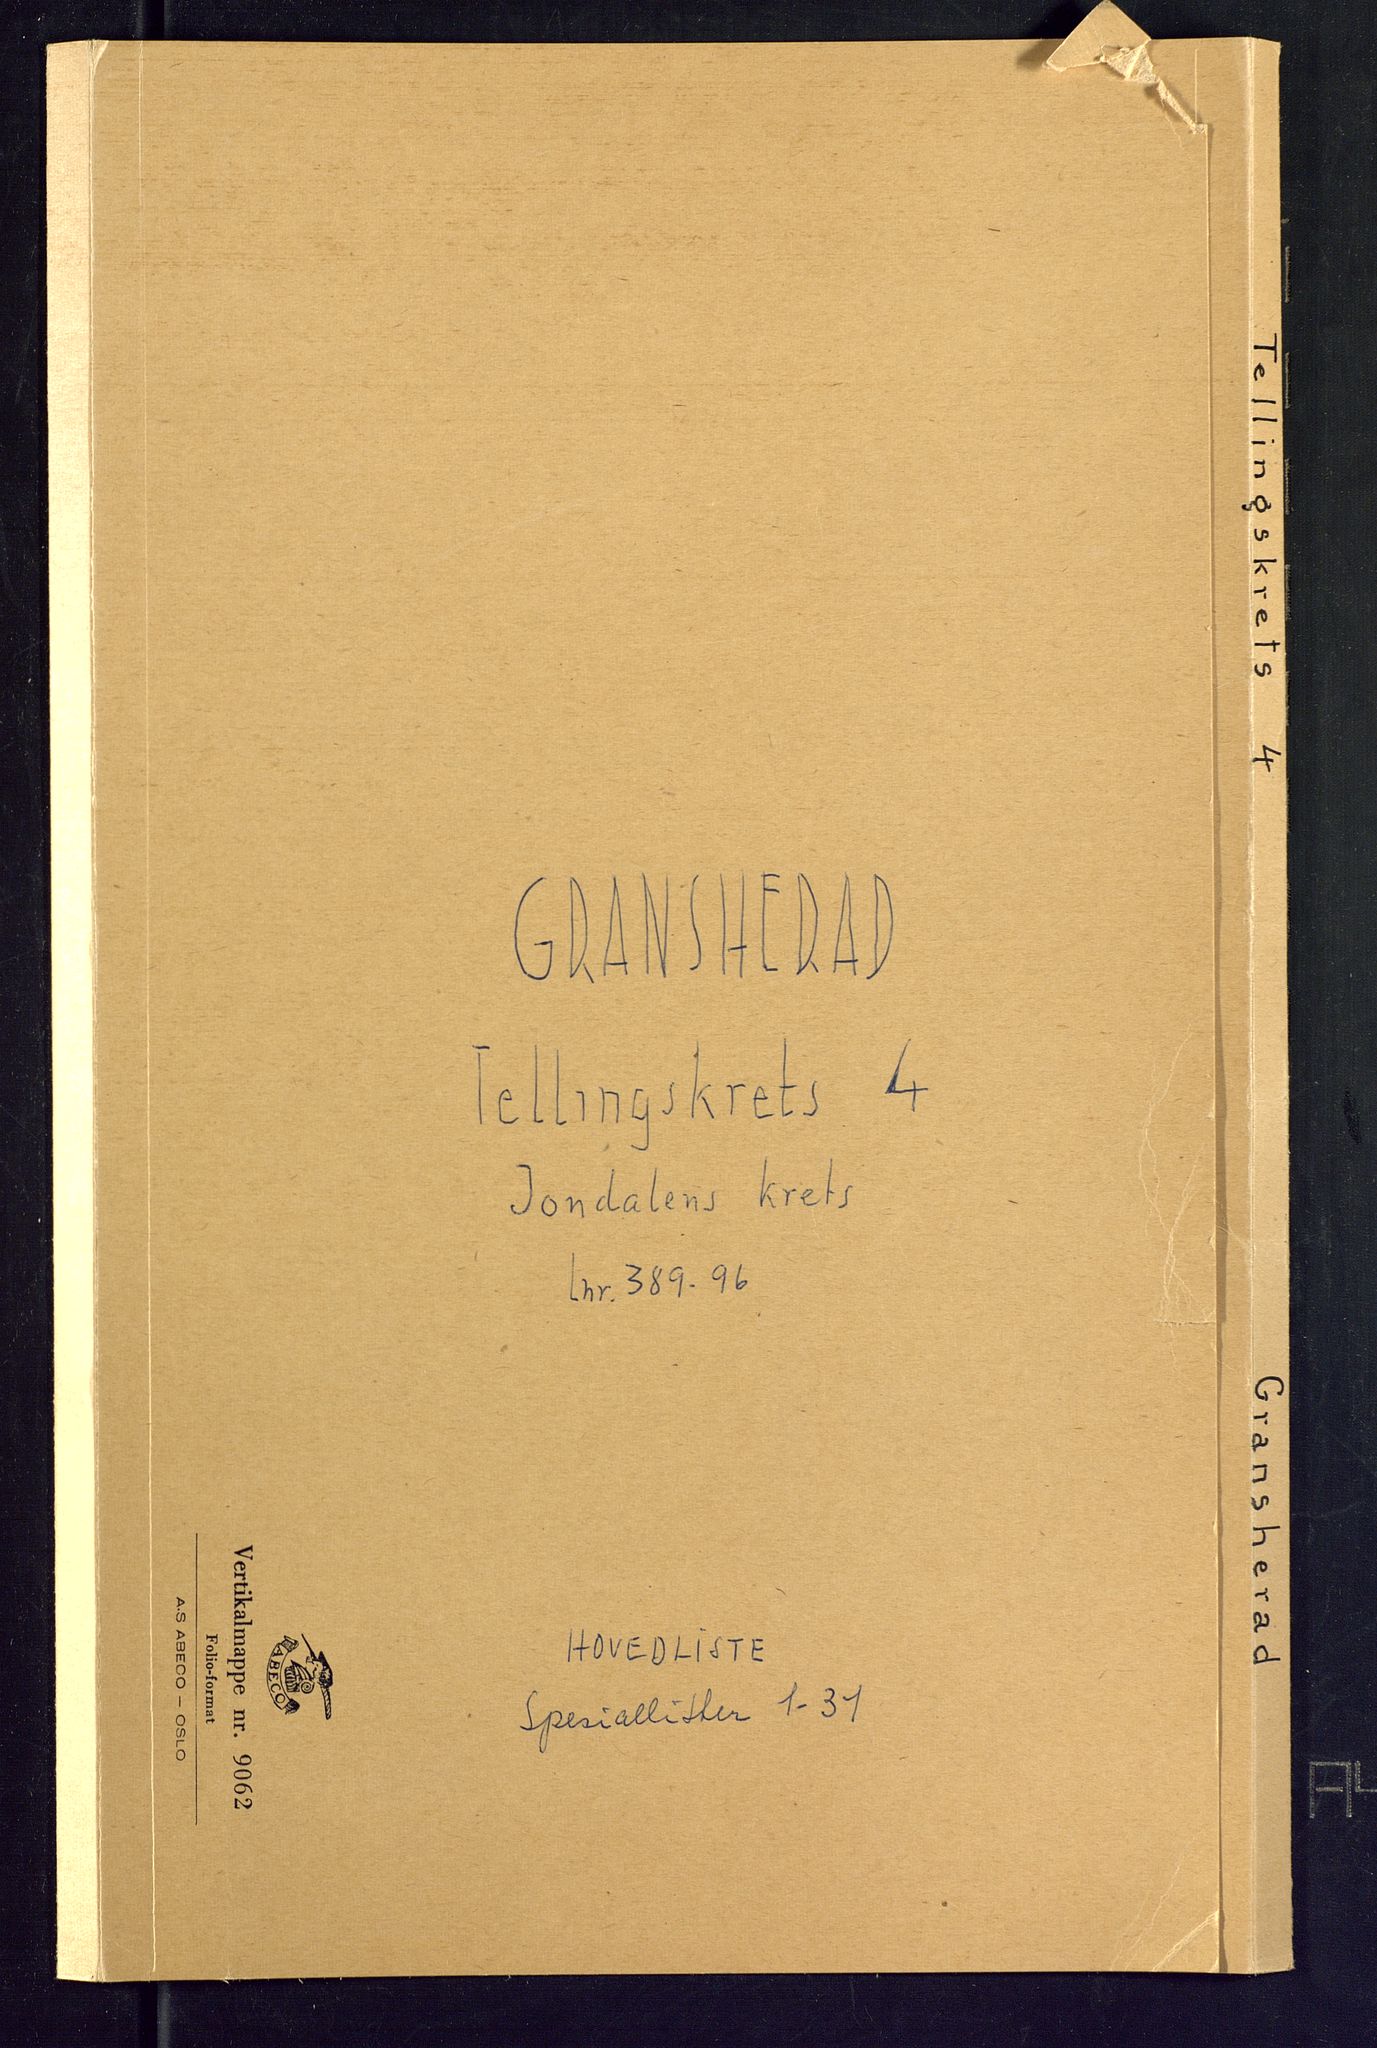 GRANSHERAD
Tellingskrets 4
Jondalens krets
Lnr. 389-96
HOVEDLISTE
Spesiallister 1-31
Tellingskrets 4 Gransherad
ABECO
Vertikalmappe nr. 9062
Folio-format
A.S ABECO – OSLO